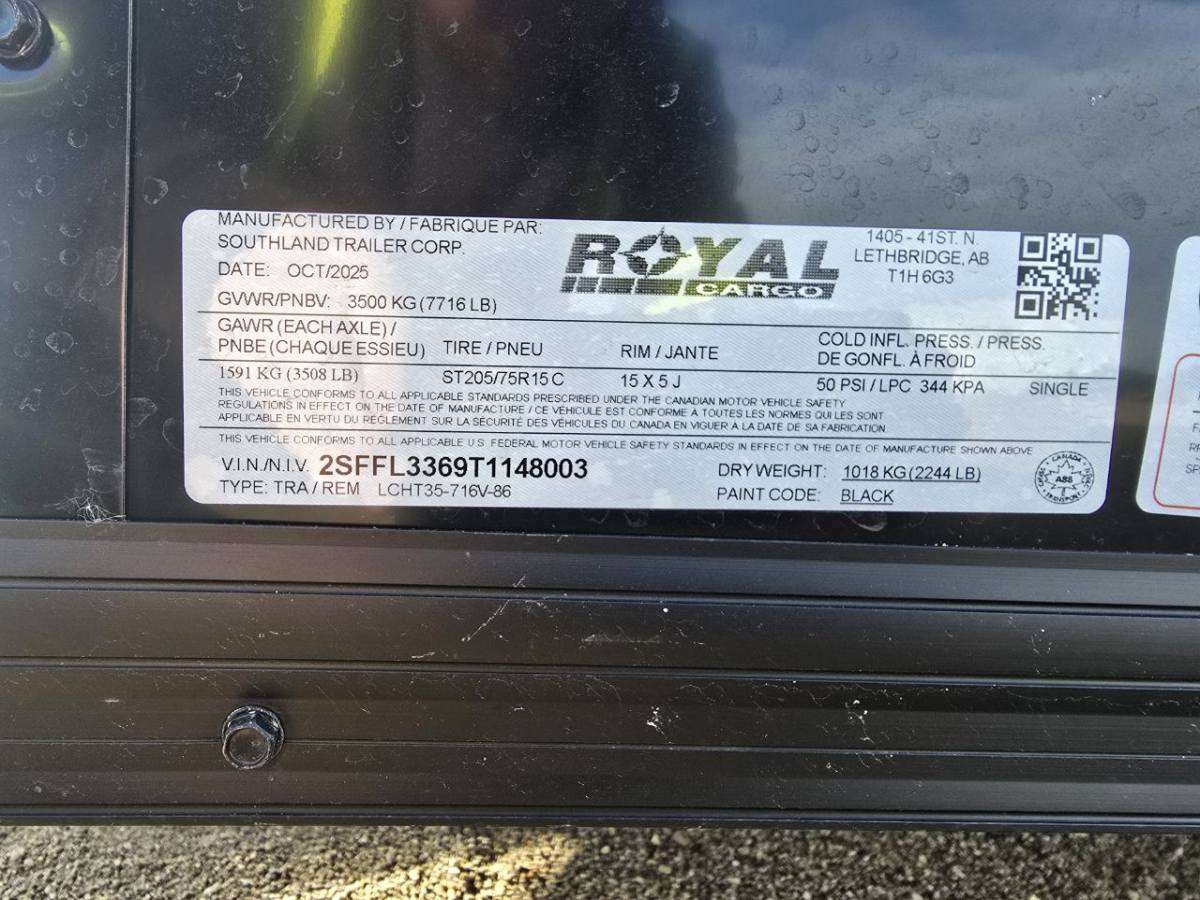 MANUFACTURED BY / FABRIQUE PAR:
SOUTHLAND TRAILER CORP.
DATE: OCT/2025
GVWR/PNBV: 3500 KG (7716 LB)
ROYAL
CARGO
1405 - 41ST. N.
LETHBRIDGE, AB
T1H 6G3
GAWR (EACH AXLE) /
PNBE (CHAQUE ESSIEU) TIRE / PNEU RIM / JANTE COLD INFL. PRESS. / PRESS.
DE GONFL. À FROID
1591 KG (3508 LB) ST205/75R15 C 15 X 5 J 50 PSI / LPC 344 KPA SINGLE
THIS VEHICLE CONFORMS TO ALL APPLICABLE STANDARDS PRESCRIBED UNDER THE CANADIAN MOTOR VEHICLE SAFETY
REGULATIONS IN EFFECT ON THE DATE OF MANUFACTURE / CE VÉHICULE EST CONFORME À TOUTES LES NORMES QUI LES SONT
APPLICABLE EN VERTU DU RÈGLEMENT SUR LA SÉCURITÉ DES VÉHICULES DU CANADA EN VIGUER À LA DATE DE SA FABRICATION
THIS VEHICLE CONFORMS TO ALL APPLICABLE U.S. FEDERAL MOTOR VEHICLE SAFETY STANDARDS IN EFFECT ON THE DATE OF MANUFACTURE SHOWN ABOVE
V.I.N./N.I.V. 2SFFL3369T1148003 DRY WEIGHT: 1018 KG (2244 LB)
TYPE: TRA / REM LCHT35-716V-86 PAINT CODE: BLACK
CANADA
A88
TRANSPORT